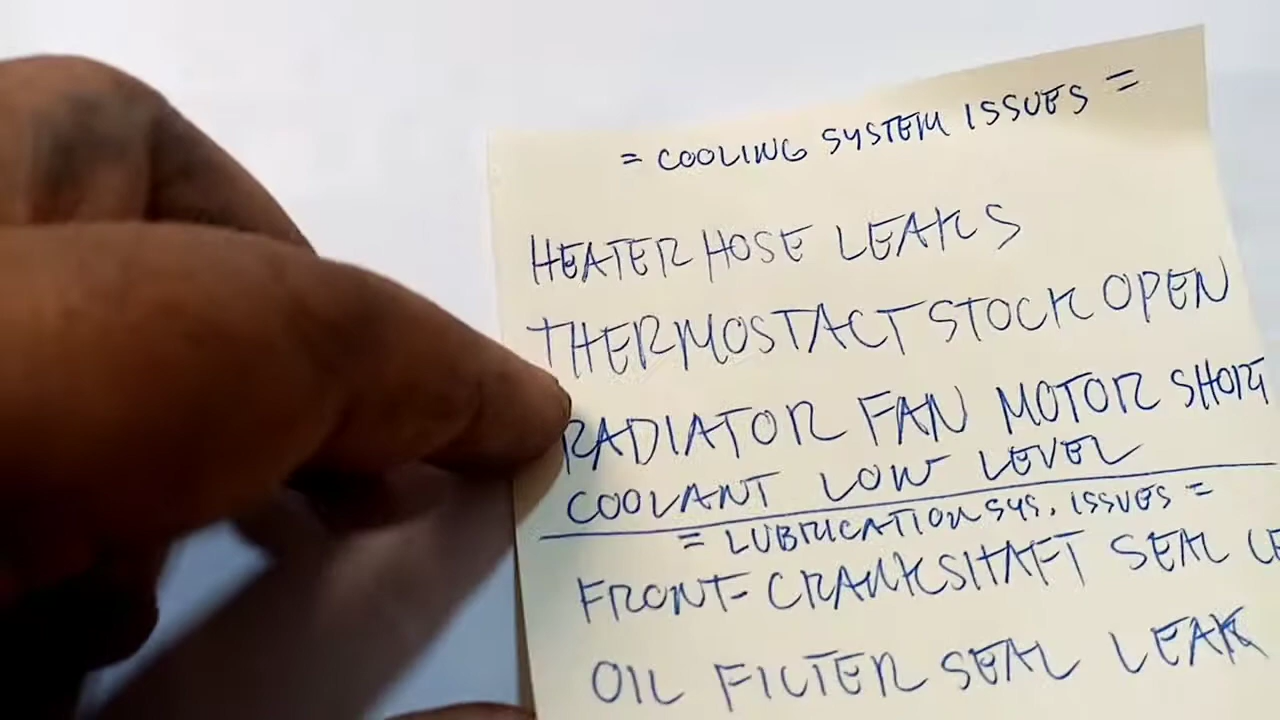 = COOLING SYSTEM ISSUES =
HEATER HOSE LEAKS
THERMOSTACT STOCK OPEN
RADIATOR FAN MOTOR SHORT
COOLANT LOW LEVEL
= LUBRICATION SYS. ISSUES =
FRONT CRANKSHAFT SEAL
OIL FILTER SEAL LEAK